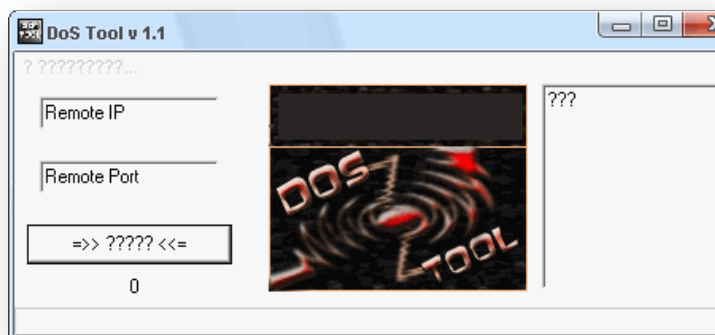 DoS Tool v 1.1
? ?????????...
Remote IP
???
Remote Port
DOS
TOOL
=>> ????? <<=
0